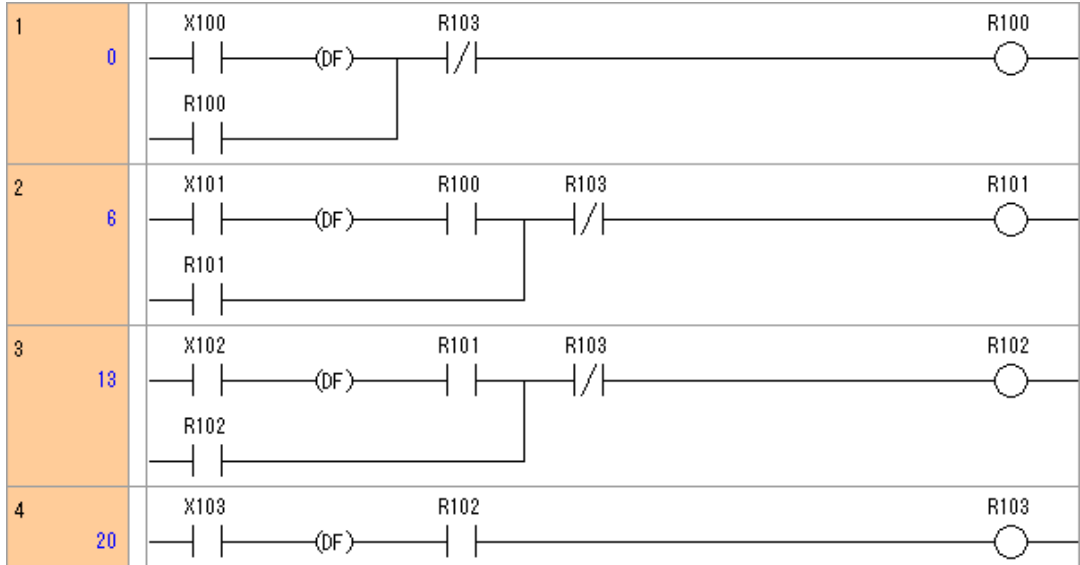 1 X100 R103 R100
0 (DF)
R100
2 X101 R100 R103 R101
6 (DF)
R101
3 X102 R101 R103 R102
13 (DF)
R102
4 X103 R102 R103
20 (DF)